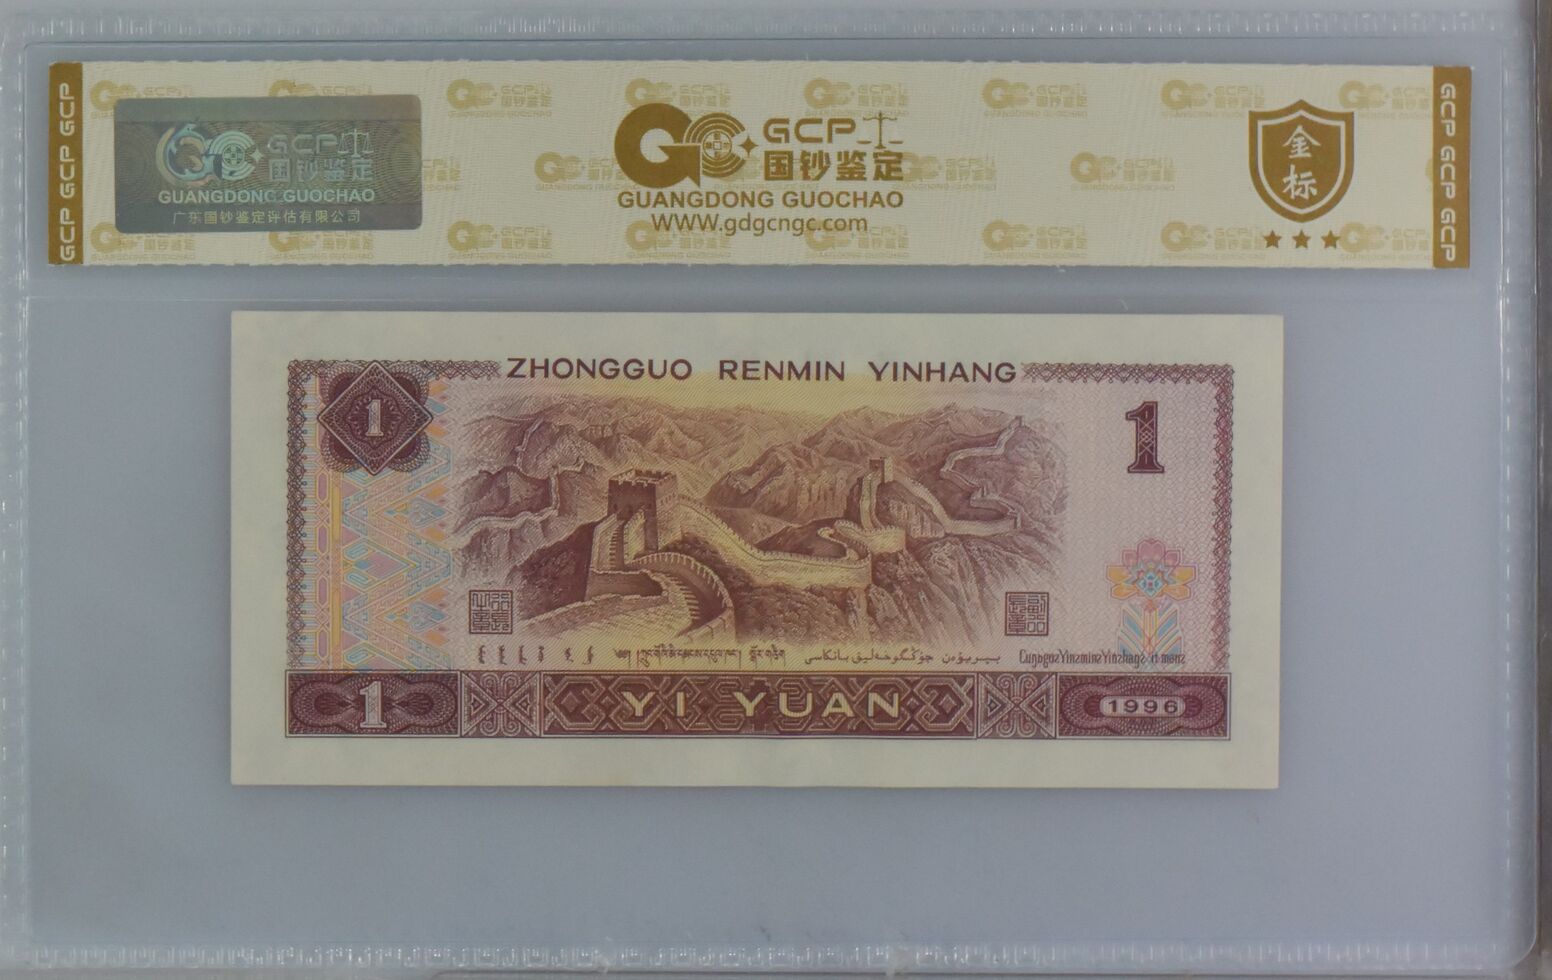 GCP GCP GCP
GCP
国钞鉴定
GUANGDONG GUOCHAO
广东国钞鉴定评估有限公司
GCP
国钞鉴定
GUANGDONG GUOCHAO
WWW.gdgcngc.com
金标
GCP GCP GCP
ZHONGGUO RENMIN YINHANG
1
1
1
YI YUAN
1996